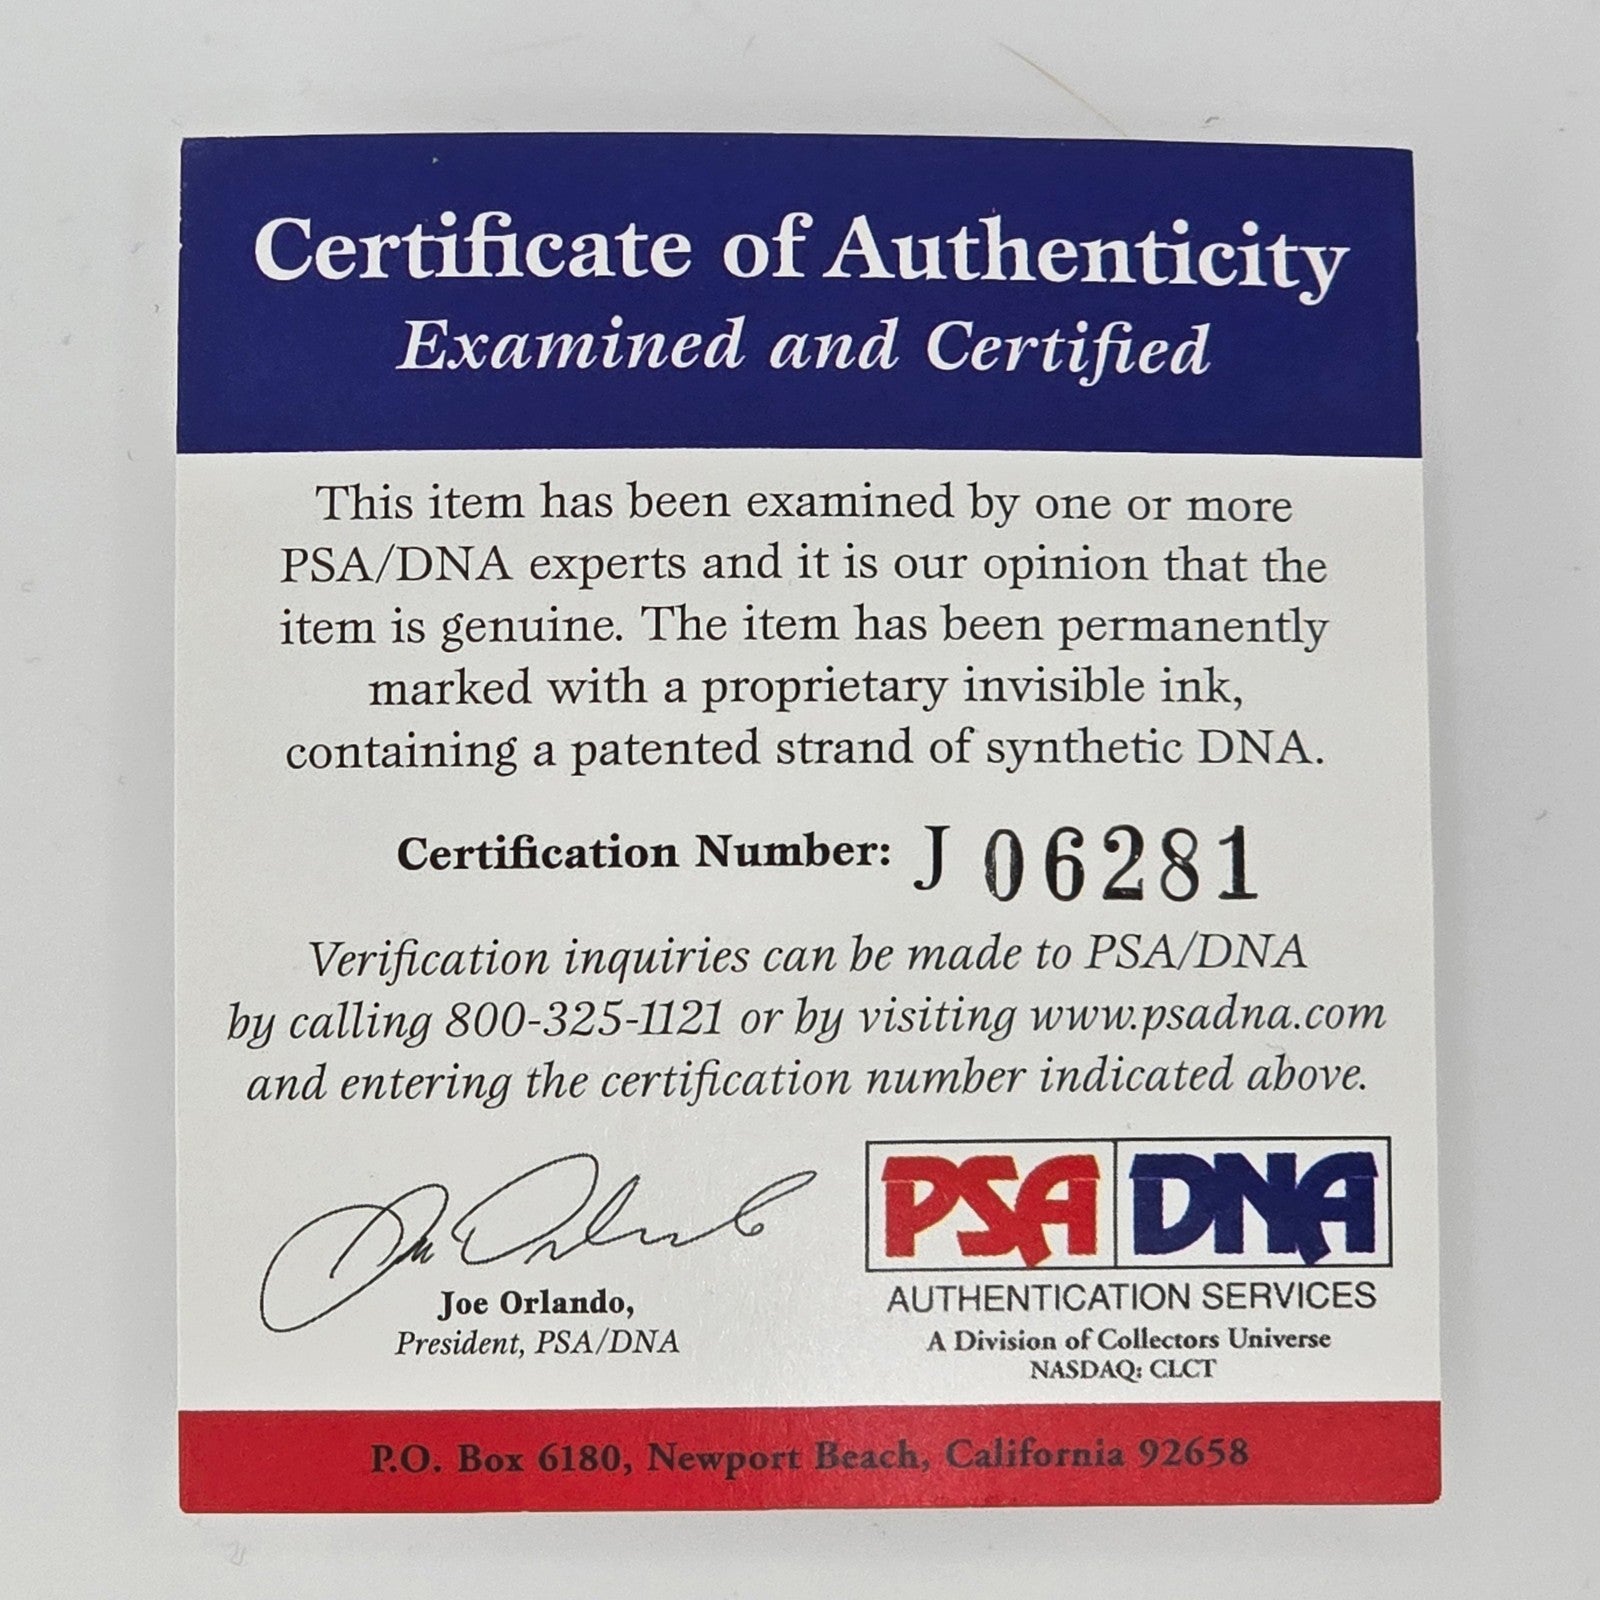 Certificate of Authenticity
Examined and Certified
This item has been examined by one or more
PSA/DNA experts and it is our opinion that the
item is genuine. The item has been permanently
marked with a proprietary invisible ink,
containing a patented strand of synthetic DNA.
Certification Number: J 06281
Verification inquiries can be made to PSA/DNA
by calling 800-325-1121 or by visiting www.psadna.com
and entering the certification number indicated above.
Joe Orlando
Joe Orlando,
President, PSA/DNA
PSA DNA
AUTHENTICATION SERVICES
A Division of Collectors Universe
NASDAQ: CLCT
P.O. Box 6180, Newport Beach, California 92658